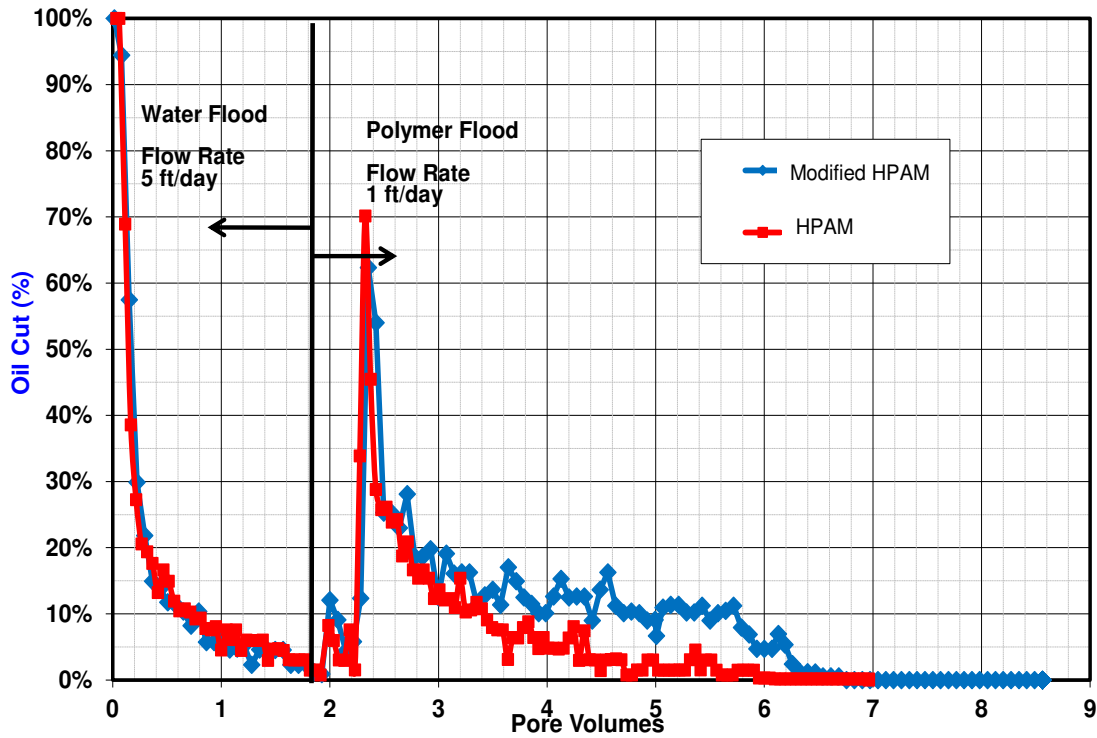 100%
90%
80%
70%
60%
50%
40%
30%
20%
10%
0%
Oil Cut (%)
Water Flood
Flow Rate
5 ft/day
Polymer Flood
Flow Rate
1 ft/day
Modified HPAM
HPAM
0 1 2 3 4 5 6 7 8 9
Pore Volumes